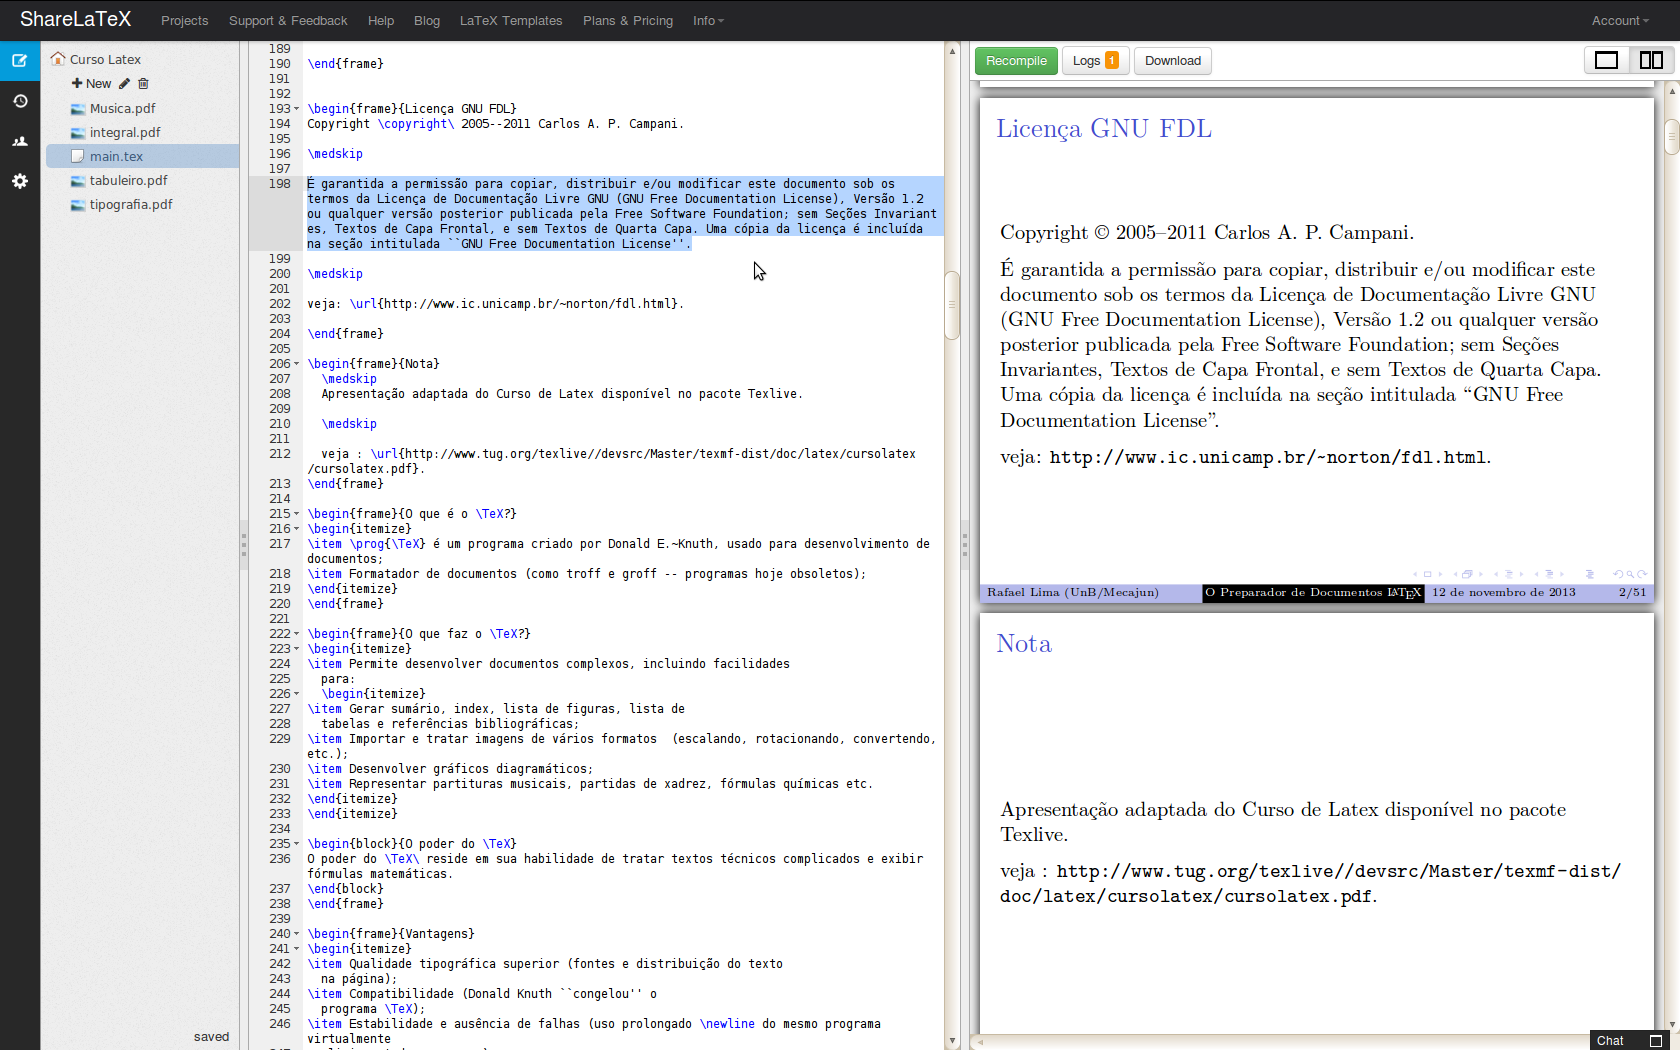 ShareLaTeX Projects Support & Feedback Help Blog LaTeX Templates Plans & Pricing Info Account
Curso Latex
New
Musica.pdf
integral.pdf
main.tex
tabuleiro.pdf
tipografia.pdf
saved
189
190 \end{frame}
191
192
193 \begin{frame}{Licença GNU FDL}
194 Copyright \copyright\ 2005--2011 Carlos A. P. Campani.
195
196 \medskip
197
198 É garantida a permissão para copiar, distribuir e/ou modificar este documento sob os
termos da Licença de Documentação Livre GNU (GNU Free Documentation License), Versão 1.2
ou qualquer versão posterior publicada pela Free Software Foundation; sem Seções Invariant
es, Textos de Capa Frontal, e sem Textos de Quarta Capa. Uma cópia da licença é incluída
na seção intitulada ``GNU Free Documentation License''.
199
200 \medskip
201
202 veja: \url{http://www.ic.unicamp.br/~norton/fdl.html}.
203
204 \end{frame}
205
206 \begin{frame}{Nota}
207 \medskip
208 Apresentação adaptada do Curso de Latex disponível no pacote Texlive.
209
210 \medskip
211
212 veja : \url{http://www.tug.org/texlive//devsrc/Master/texmf-dist/doc/latex/cursolatex
/cursolatex.pdf}.
213 \end{frame}
214
215 \begin{frame}{O que é o \TeX?}
216 \begin{itemize}
217 \item \prog{\TeX} é um programa criado por Donald E.~Knuth, usado para desenvolvimento de
documentos;
218 \item Formatador de documentos (como troff e groff -- programas hoje obsoletos);
219 \end{itemize}
220 \end{frame}
221
222 \begin{frame}{O que faz o \TeX?}
223 \begin{itemize}
224 \item Permite desenvolver documentos complexos, incluindo facilidades
225 para:
226 \begin{itemize}
227 \item Gerar sumário, index, lista de figuras, lista de
228 tabelas e referências bibliográficas;
229 \item Importar e tratar imagens de vários formatos  (escalando, rotacionando, convertendo,
etc.);
230 \item Desenvolver gráficos diagramáticos;
231 \item Representar partituras musicais, partidas de xadrez, fórmulas químicas etc.
232 \end{itemize}
233 \end{itemize}
234
235 \begin{block}{O poder do \TeX}
236 O poder do \TeX\ reside em sua habilidade de tratar textos técnicos complicados e exibir
fórmulas matemáticas.
237 \end{block}
238 \end{frame}
239
240 \begin{frame}{Vantagens}
241 \begin{itemize}
242 \item Qualidade tipográfica superior (fontes e distribuição do texto
243 na página);
244 \item Compatibilidade (Donald Knuth ``congelou'' o
245 programa \TeX);
246 \item Estabilidade e ausência de falhas (uso prolongado \newline do mesmo programa
virtualmente
Recompile Logs 1 Download
Licença GNU FDL
Copyright © 2005–2011 Carlos A. P. Campani.
É garantida a permissão para copiar, distribuir e/ou modificar este
documento sob os termos da Licença de Documentação Livre GNU
(GNU Free Documentation License), Versão 1.2 ou qualquer versão
posterior publicada pela Free Software Foundation; sem Seções
Invariantes, Textos de Capa Frontal, e sem Textos de Quarta Capa.
Uma cópia da licença é incluída na seção intitulada “GNU Free
Documentation License”.
veja: http://www.ic.unicamp.br/~norton/fdl.html.
Rafael Lima (UnB/Mecajun) O Preparador de Documentos LATEX 12 de novembro de 2013 2/51
Nota
Apresentação adaptada do Curso de Latex disponível no pacote
Texlive.
veja : http://www.tug.org/texlive//devsrc/Master/texmf-dist/
doc/latex/cursolatex/cursolatex.pdf.
Chat